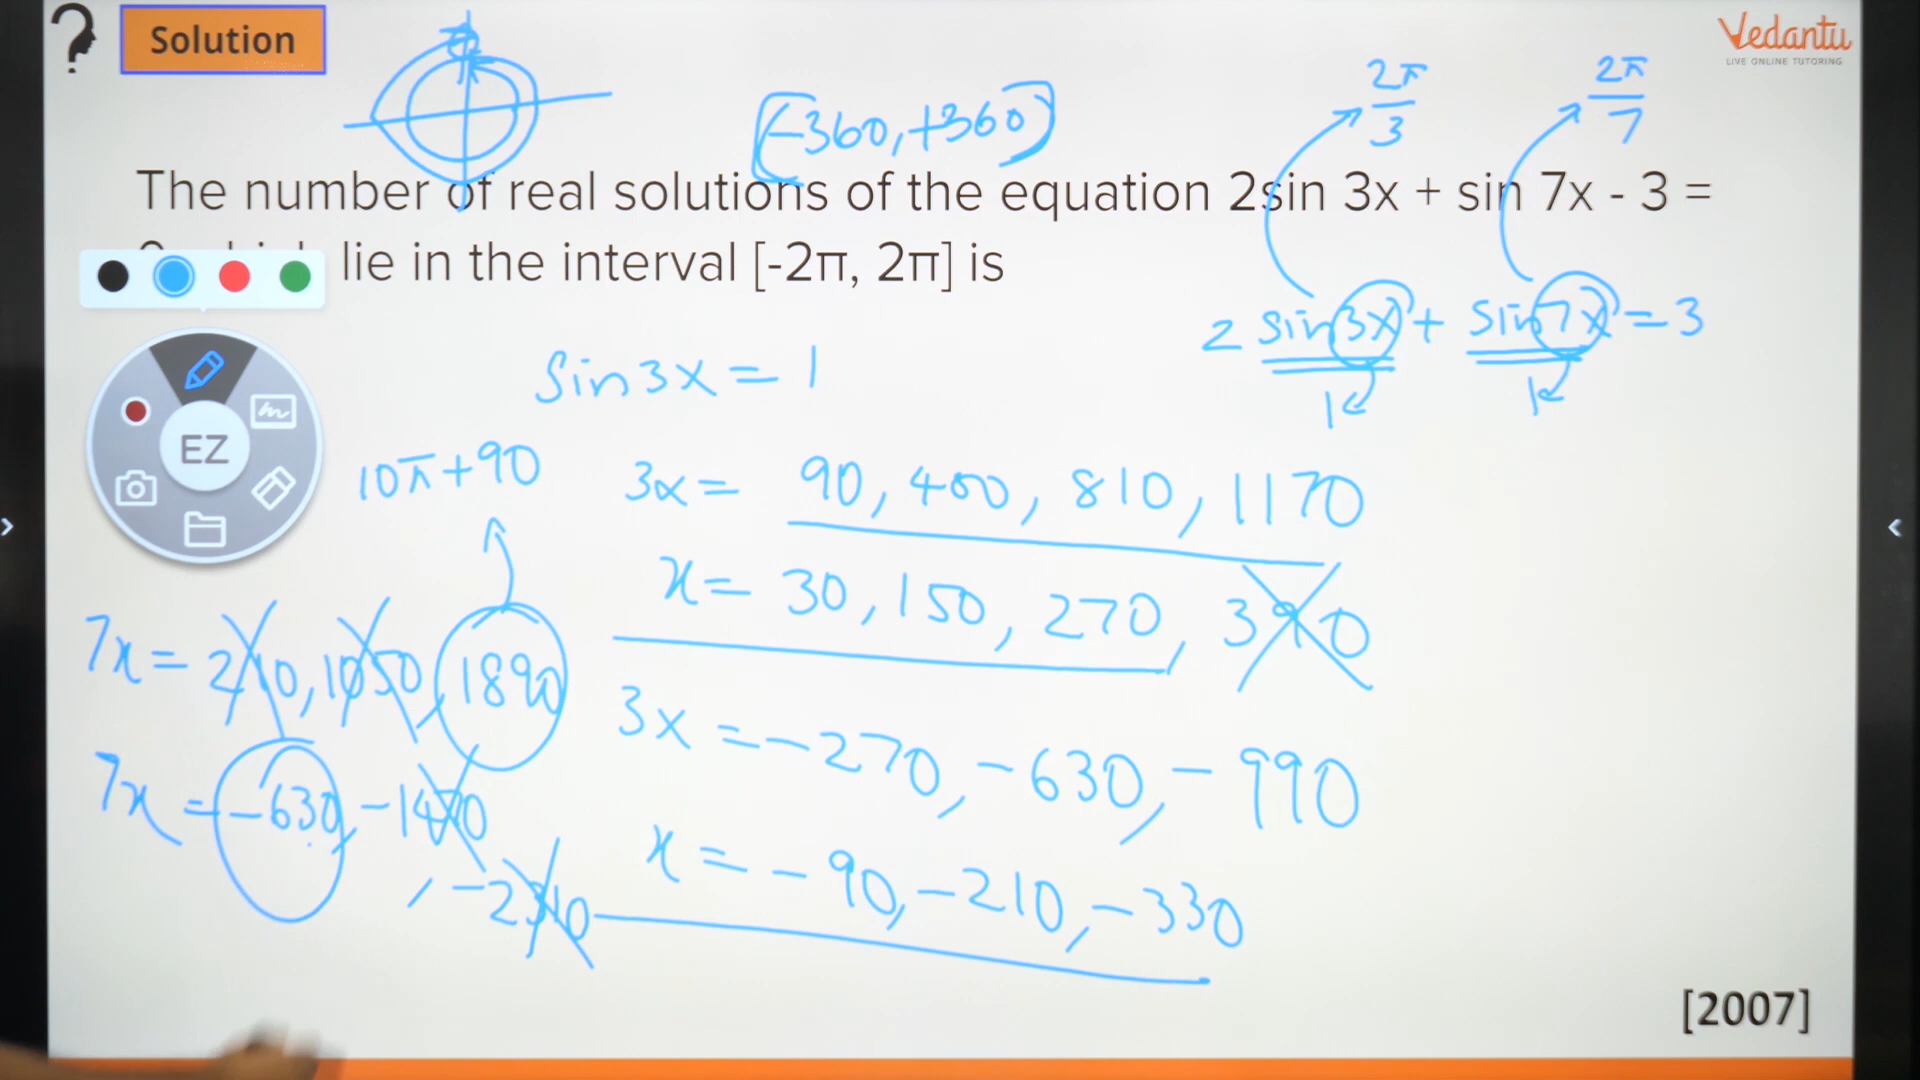 Solution
Vedantu
LIVE ONLINE TUTORING
[-360, +360]
2π/3
2π/7
The number of real solutions of the equation 2sin 3x + sin 7x - 3 =
lie in the interval [-2π, 2π] is
2 sin3x + sin7x = 3
1
1
sin3x = 1
10π+90
3x = 90, 450, 810, 1170
EZ
x = 30, 150, 270, 390
7x = 210, 1050, 1890
3x = -270, -630, -990
7x = -630, -1470
, -2310
x = -90, -210, -330
[2007]